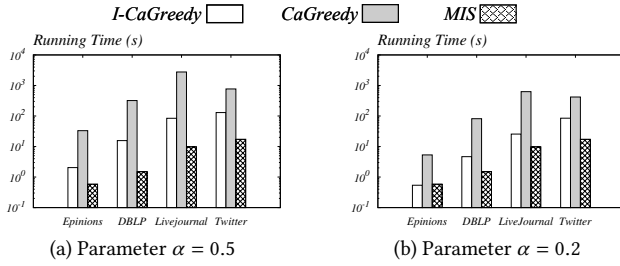 I-CaGreedy CaGreedy MIS
Running Time (s)
10^4
10^3
10^2
10^1
10^0
10^-1
Epinions DBLP Livejournal Twitter
(a) Parameter α = 0.5
Running Time (s)
10^4
10^3
10^2
10^1
10^0
10^-1
Epinions DBLP LiveJournal Twitter
(b) Parameter α = 0.2